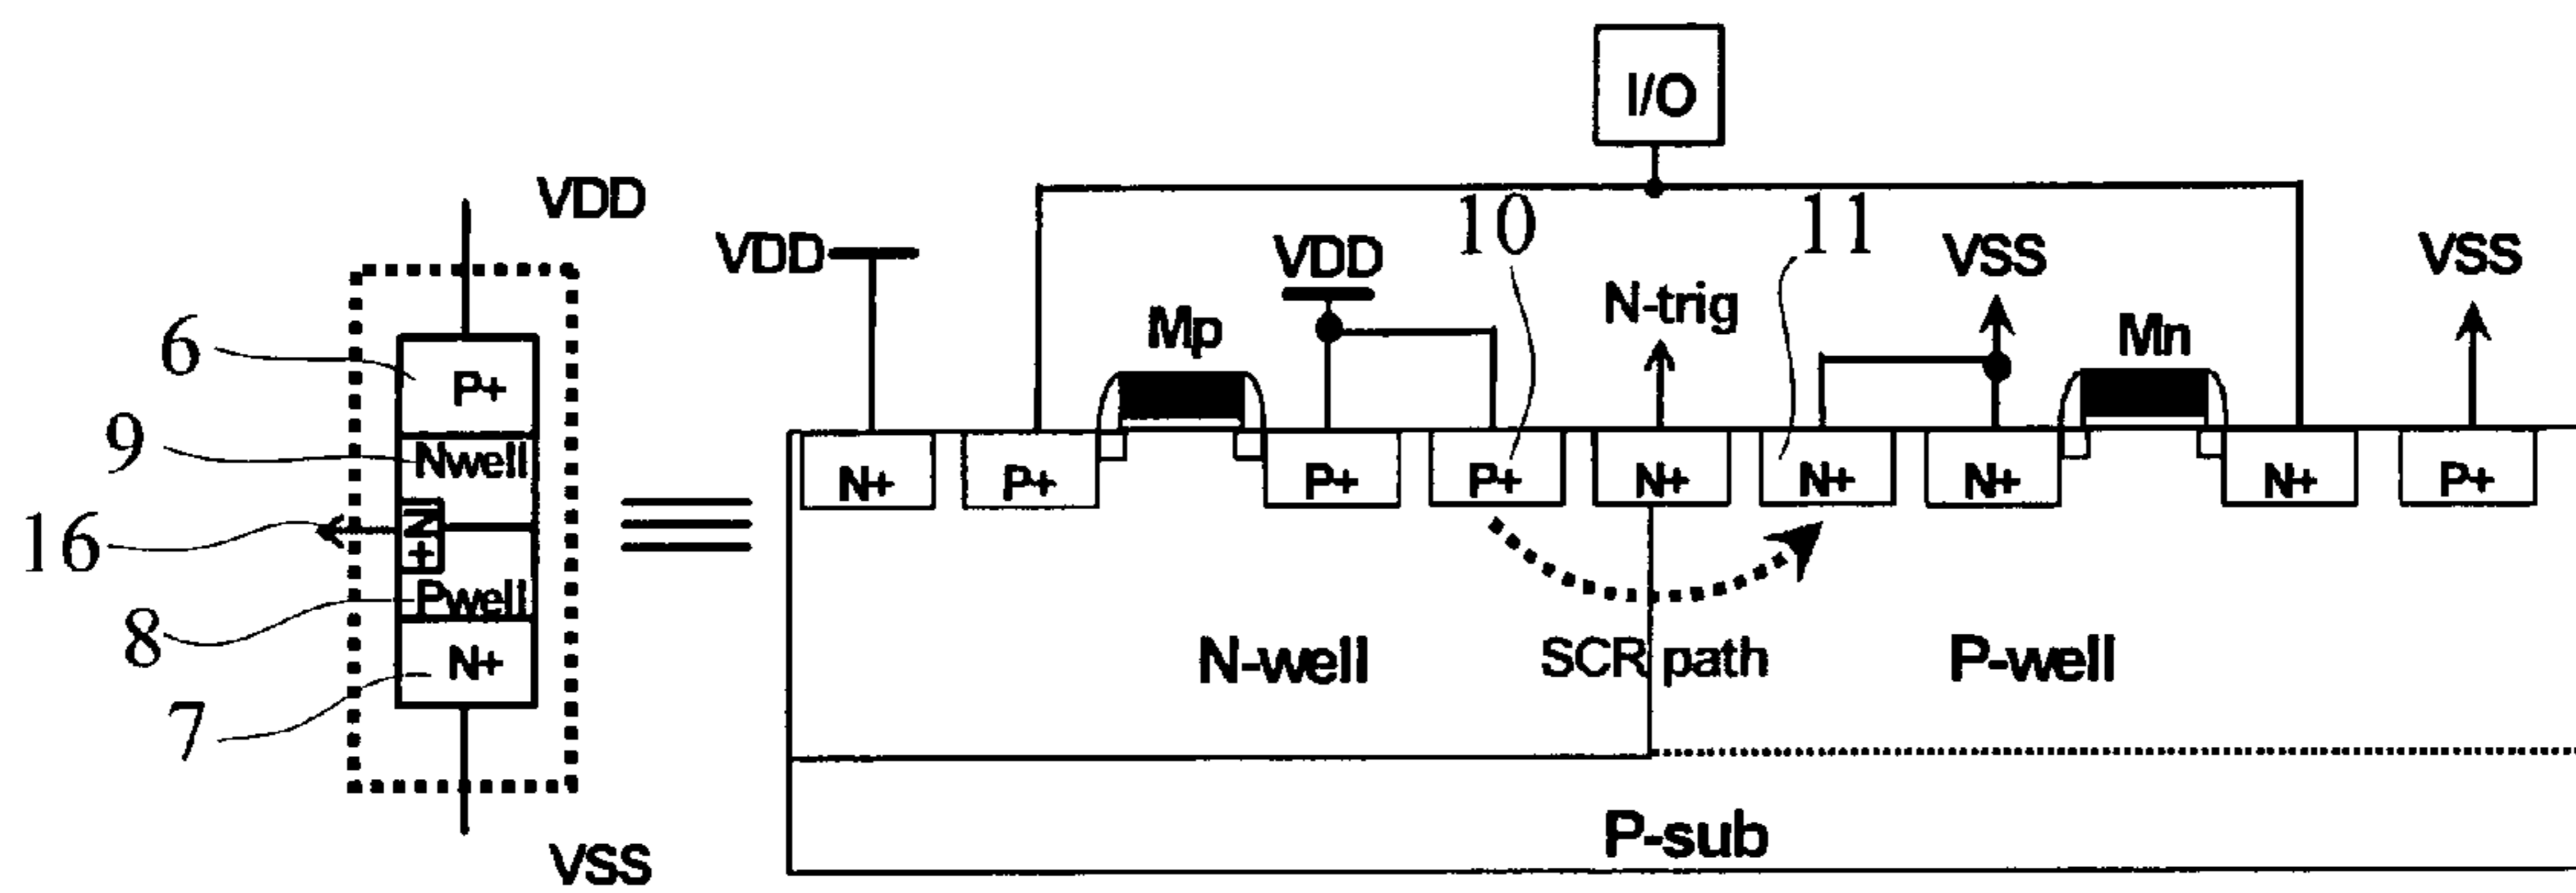 I/O
VDD
VDD
VDD
10
11
VSS
VSS
N-trig
Mp
Mn
6
P+
9
Nwell
16
N+
8
Pwell
7
N+
VSS
N+
P+
P+
P+
N+
N+
N+
N+
P+
N-well
SCR path
P-well
P-sub